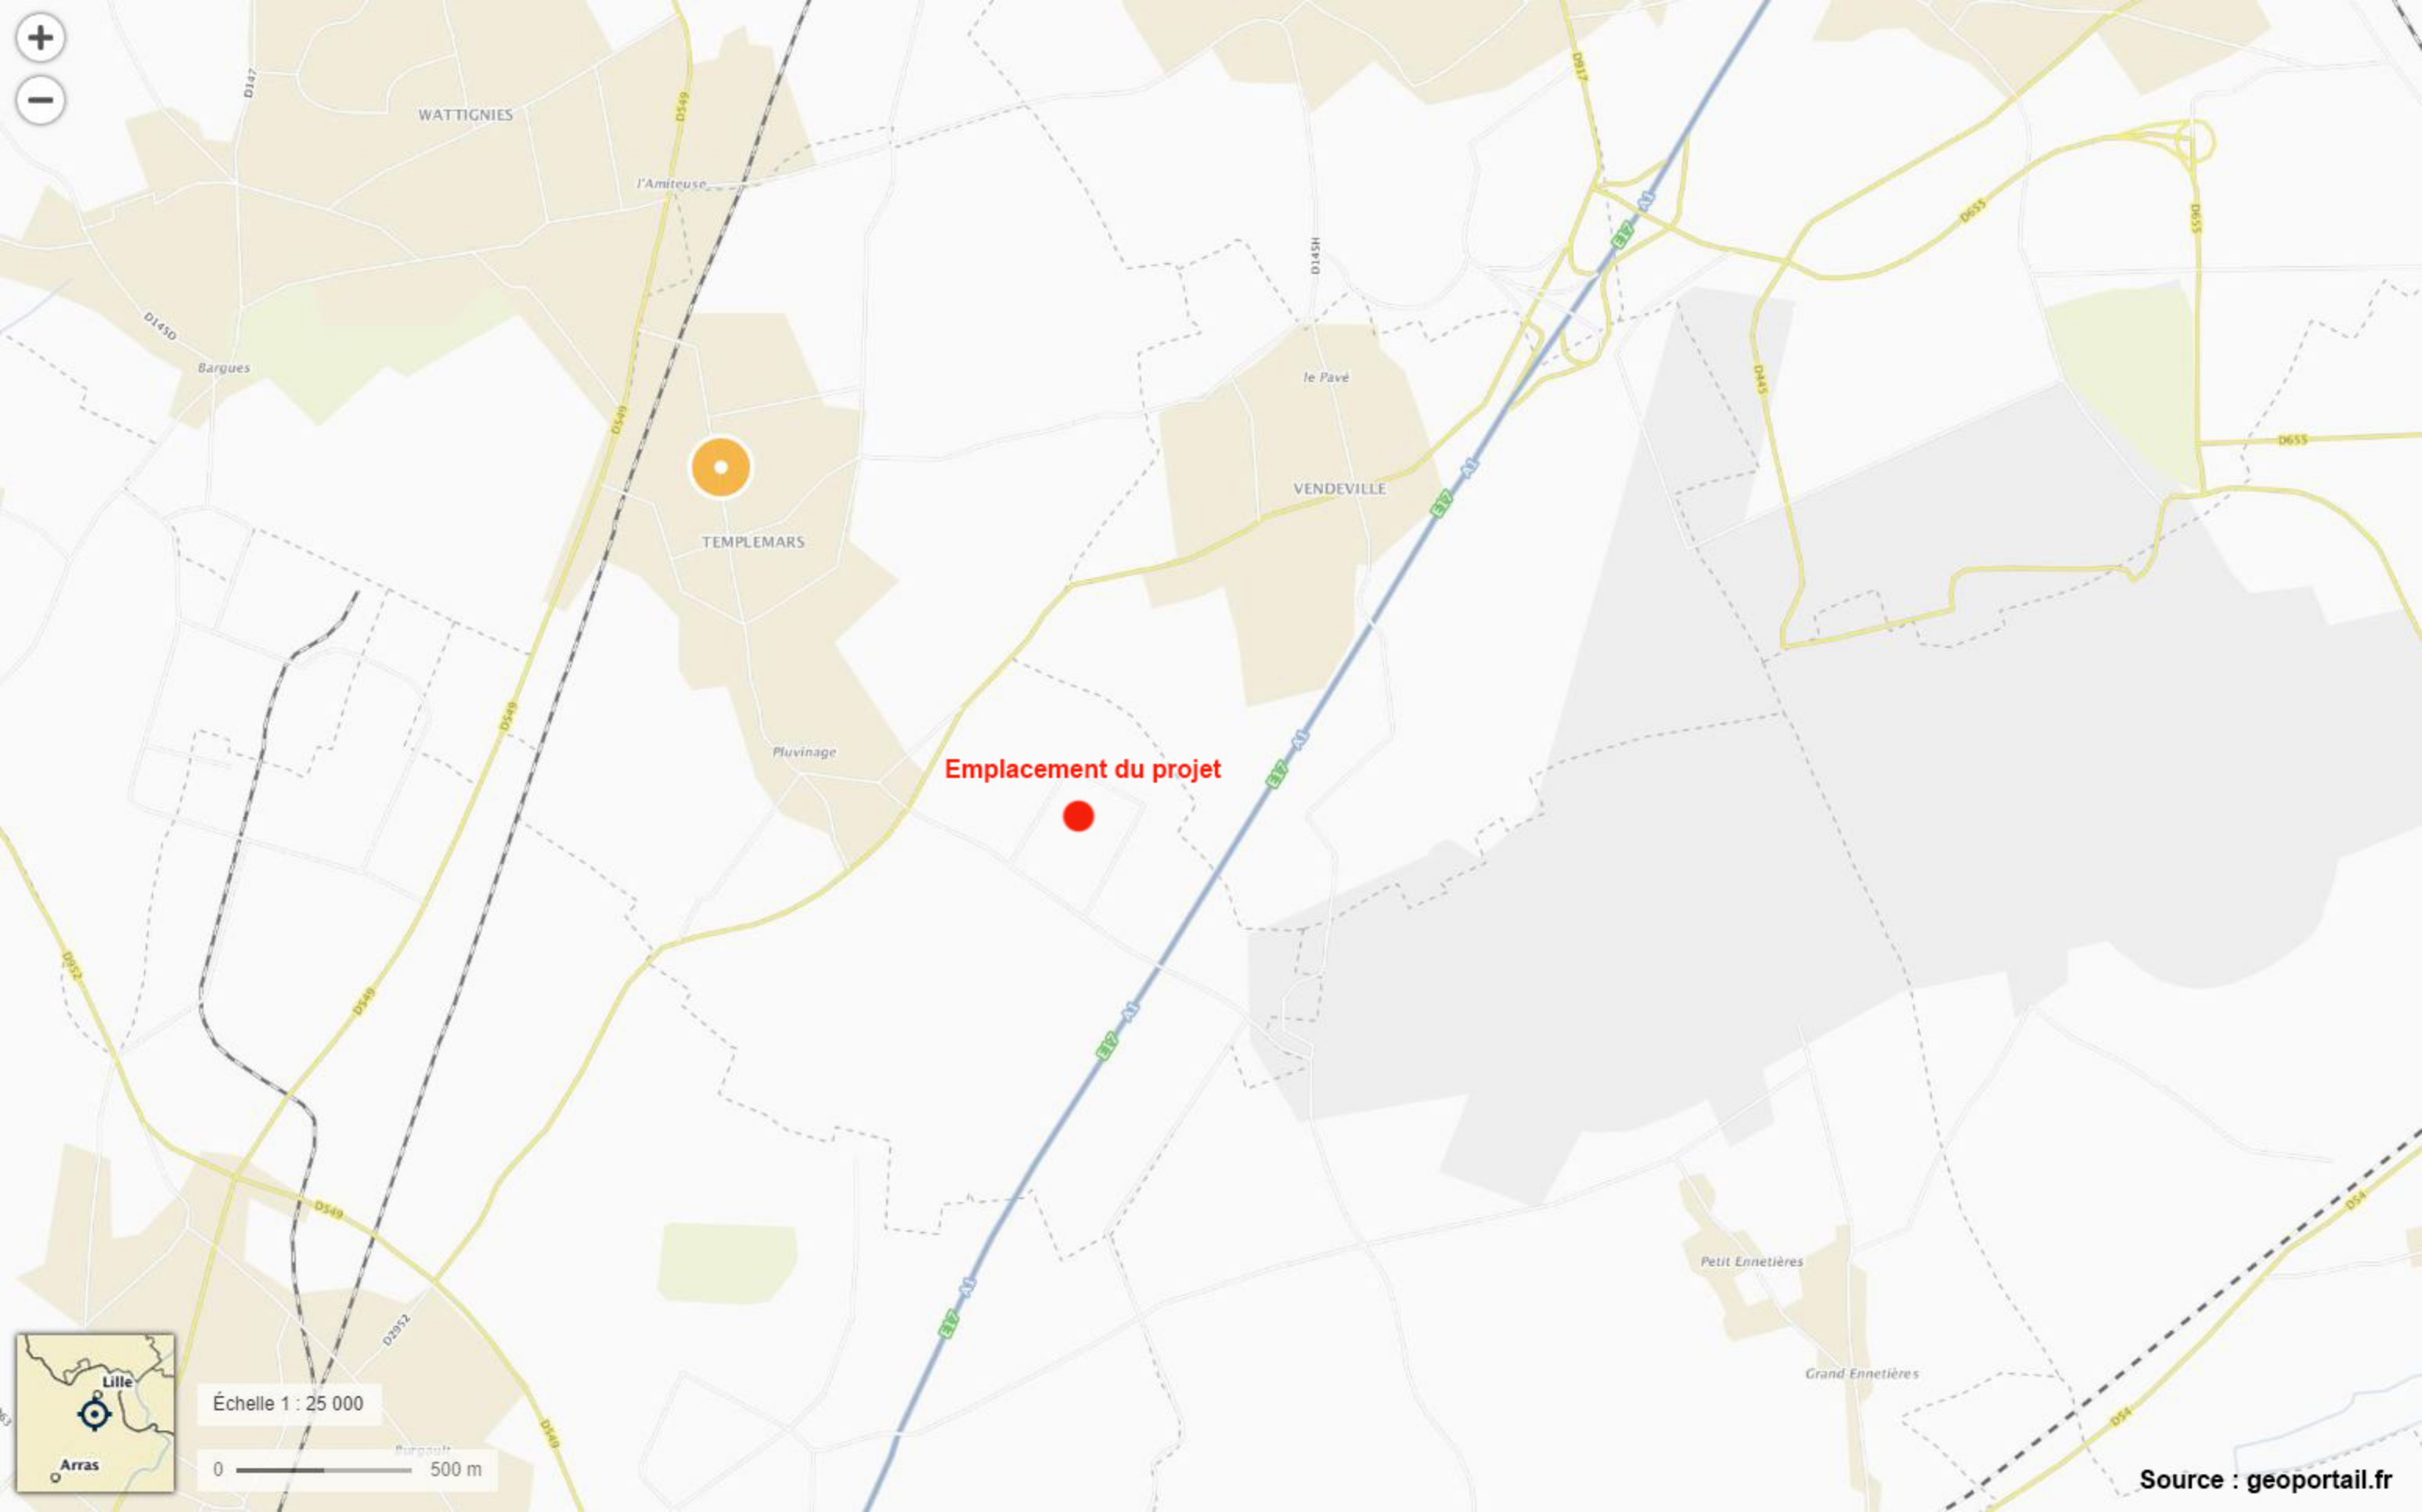 D917
D147
WATTIGNIES
D549
l'Amiteuse
A1
E17
D655
D655
D145H
D145D
Bargues
le Pavé
D445
D549
D655
VENDEVILLE
A1
E17
TEMPLEMARS
D549
Pluvinage
A1
E17
Emplacement du projet
D952
D549
A1
E17
D549
D54
Petit Ennetières
A1
E17
D2952
Grand Ennetières
D54
D549
Lille
Arras
Échelle 1 : 25 000
Burgault
0 500 m
Source : geoportail.fr